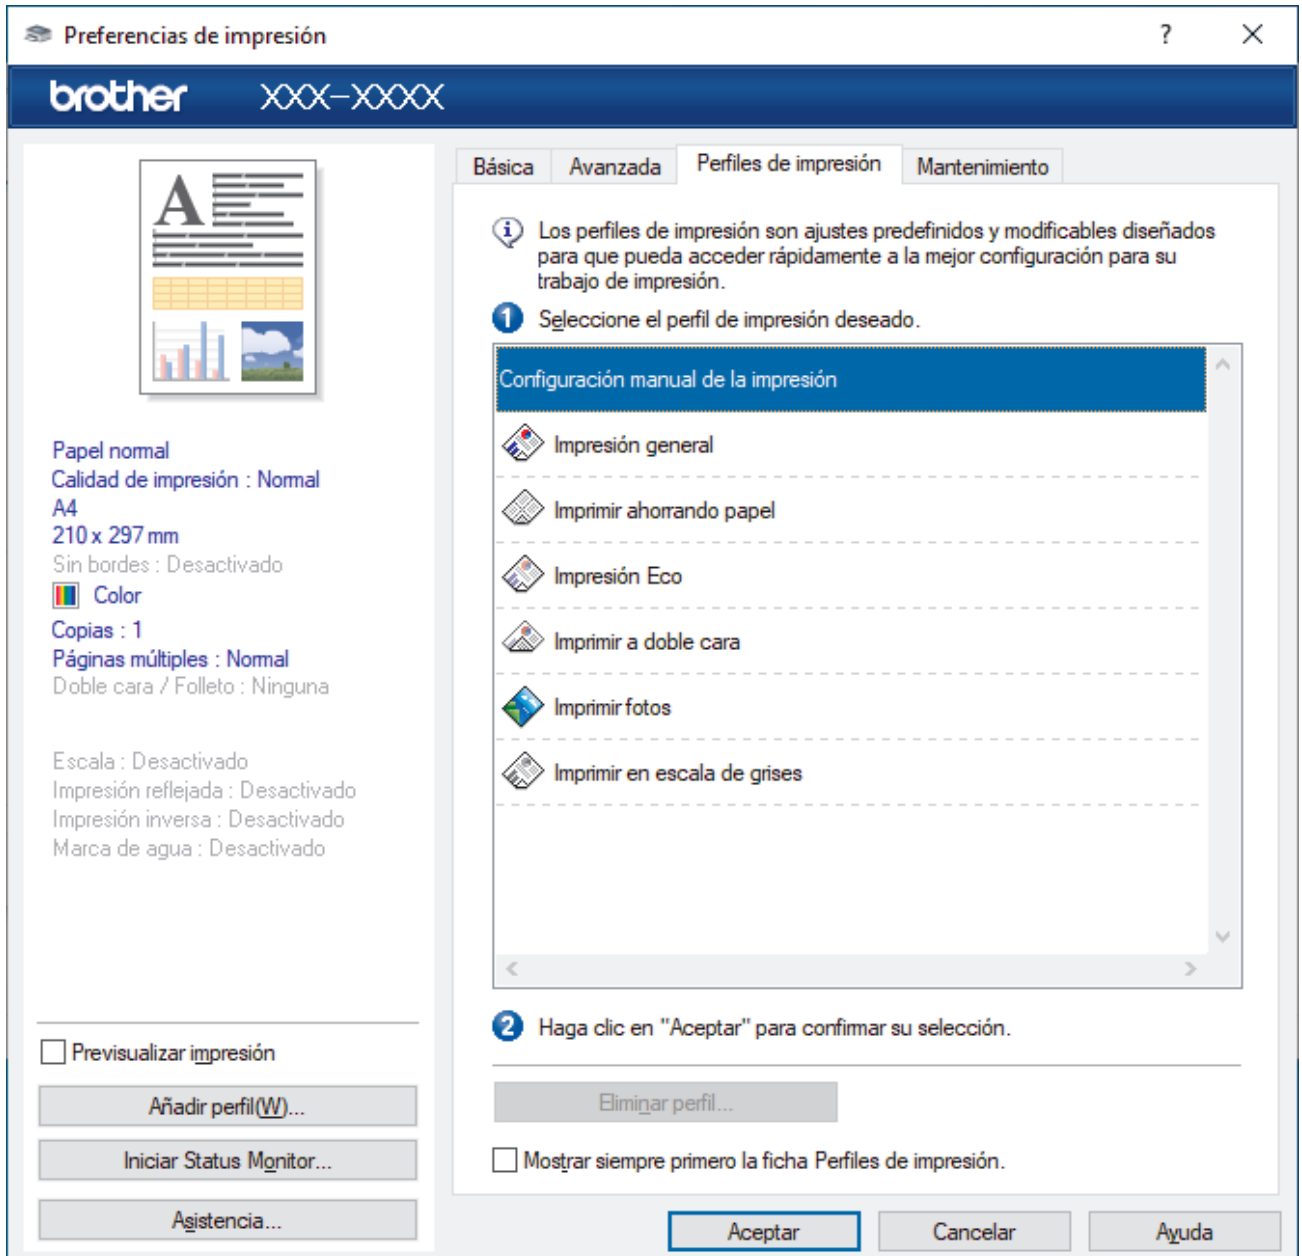 Preferencias de impresión
?
brother XXX-XXXX
A
Papel normal
Calidad de impresión : Normal
A4
210 x 297 mm
Sin bordes : Desactivado
Color
Copias : 1
Páginas múltiples : Normal
Doble cara / Folleto : Ninguna
Escala : Desactivado
Impresión reflejada : Desactivado
Impresión inversa : Desactivado
Marca de agua : Desactivado
Previsualizar impresión
Añadir perfil(W)...
Iniciar Status Monitor...
Asistencia...
Básica Avanzada Perfiles de impresión Mantenimiento
Los perfiles de impresión son ajustes predefinidos y modificables diseñados
para que pueda acceder rápidamente a la mejor configuración para su
trabajo de impresión.
1 Seleccione el perfil de impresión deseado.
Configuración manual de la impresión
Impresión general
Imprimir ahorrando papel
Impresión Eco
Imprimir a doble cara
Imprimir fotos
Imprimir en escala de grises
2 Haga clic en "Aceptar" para confirmar su selección.
Eliminar perfil...
Mostrar siempre primero la ficha Perfiles de impresión.
Aceptar Cancelar Ayuda